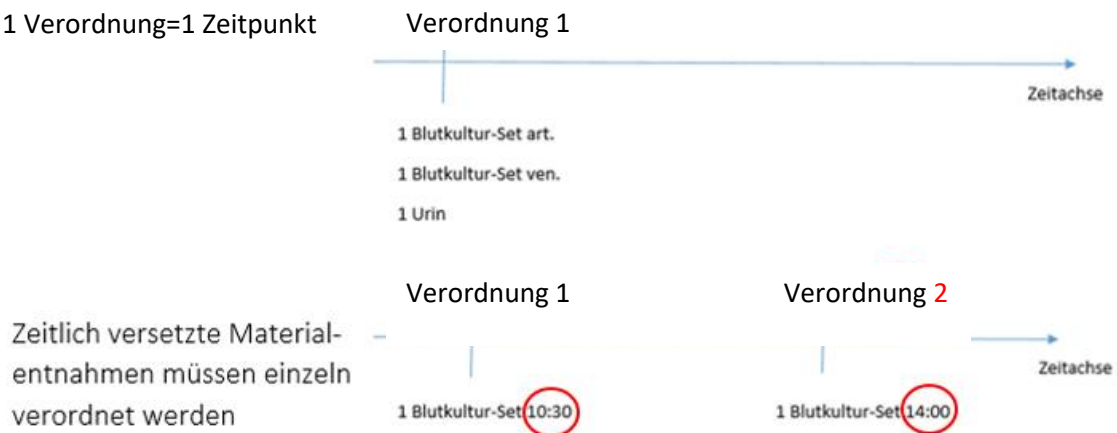 1 Verordnung=1 Zeitpunkt
Verordnung 1
Zeitachse
1 Blutkultur-Set art.
1 Blutkultur-Set ven.
1 Urin
Verordnung 1
Verordnung 2
Zeitlich versetzte Material-
entnahmen müssen einzeln
verordnet werden
Zeitachse
1 Blutkultur-Set 10:30
1 Blutkultur-Set 14:00